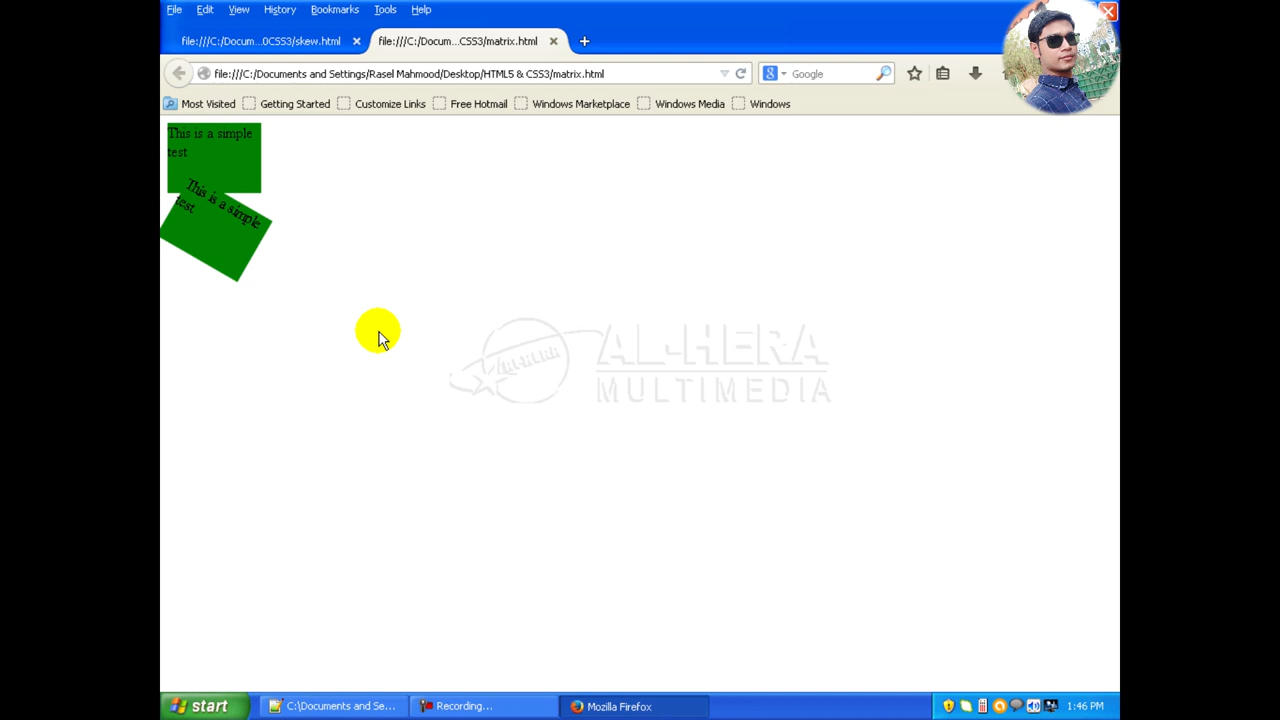 File Edit View History Bookmarks Tools Help
file:///C:/Docum...0CSS3/skew.html
file:///C:/Docum...CSS3/matrix.html
file:///C:/Documents and Settings/Rasel Mahmood/Desktop/HTML5 & CSS3/matrix.html
Google
Most Visited Getting Started Customize Links Free Hotmail Windows Marketplace Windows Media Windows
This is a simple
test
This is a simple
test
AL-HERA
AL-HERA
MULTIMEDIA
start
C:\Documents and Se...
Recording...
Mozilla Firefox
1:46 PM